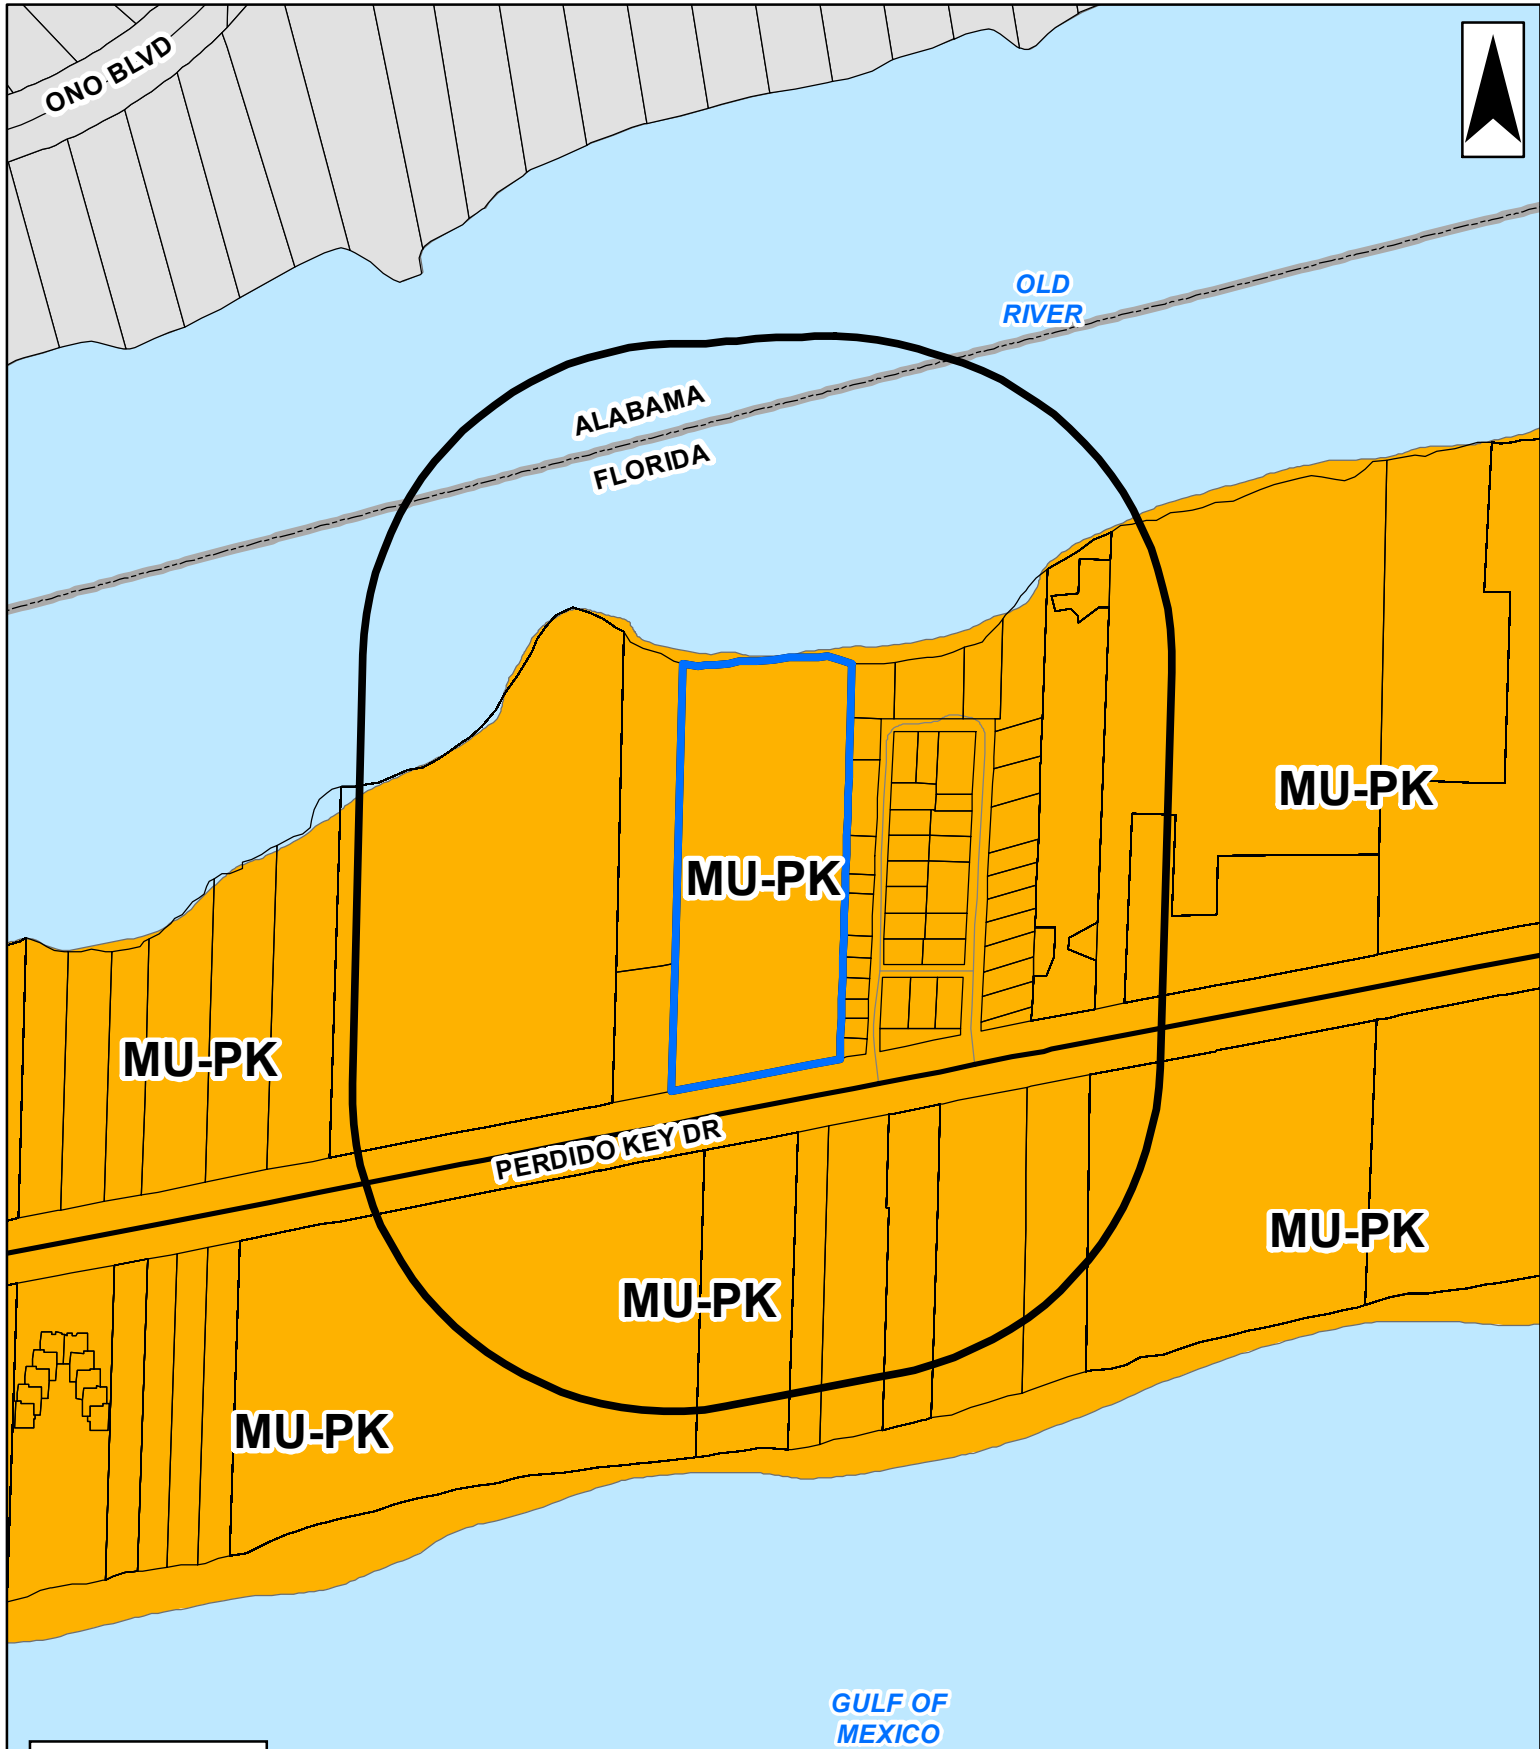 ONO BLVD
OLD
RIVER
ALABAMA
FLORIDA
MU-PK
MU-PK
MU-PK
PERDIDO KEY DR
MU-PK
MU-PK
MU-PK
GULF OF
MEXICO